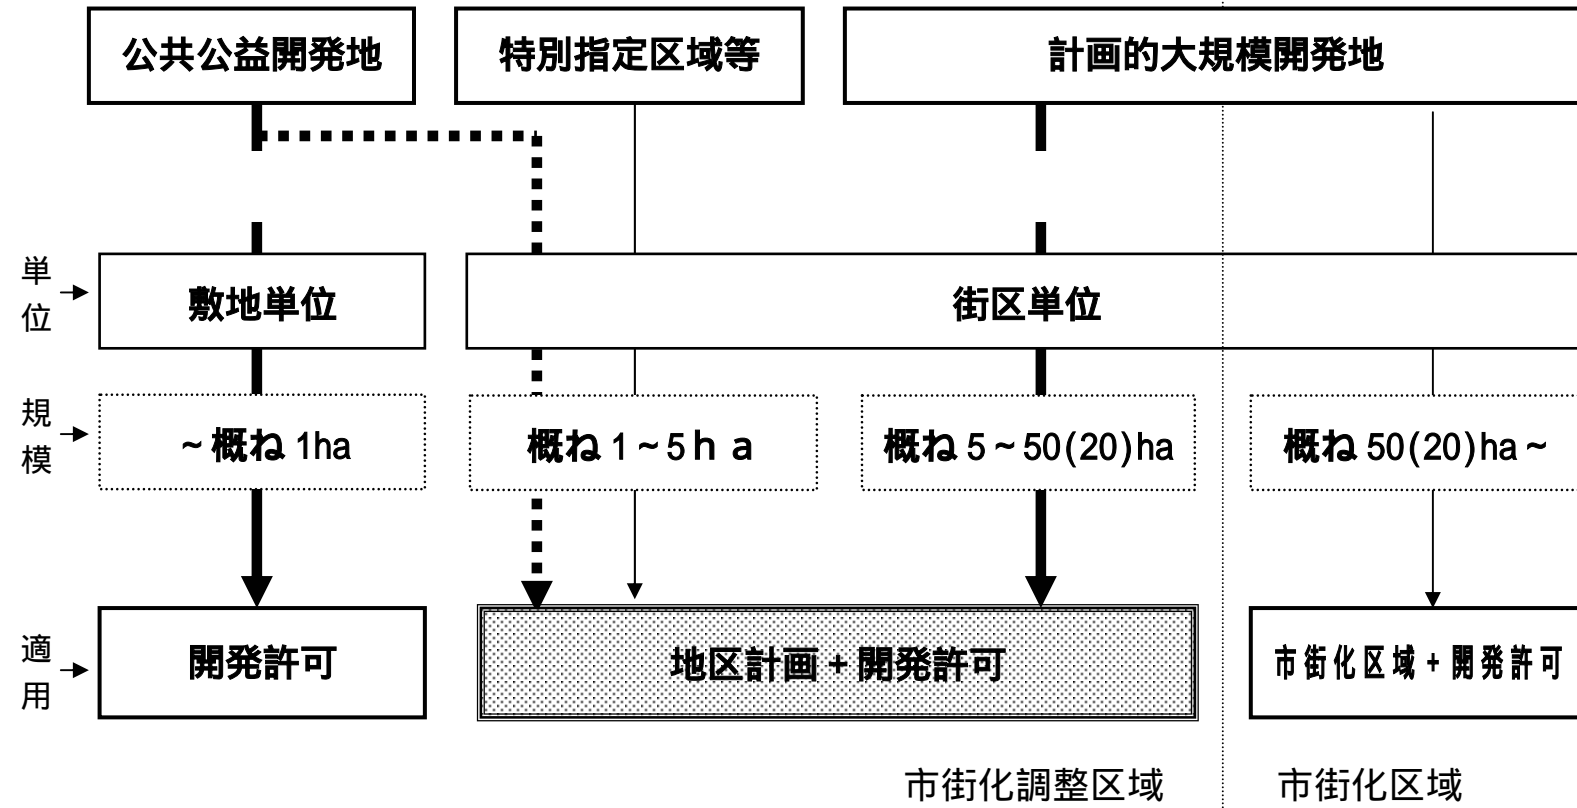 公共公益開発地
特別指定区域等
計画的大規模開発地
単位
敷地単位
街区単位
規模
~概ね 1ha
概ね 1~5ha
概ね 5~50(20)ha
概ね 50(20)ha~
適用
開発許可
地区計画+開発許可
市街化区域+開発許可
市街化調整区域
市街化区域